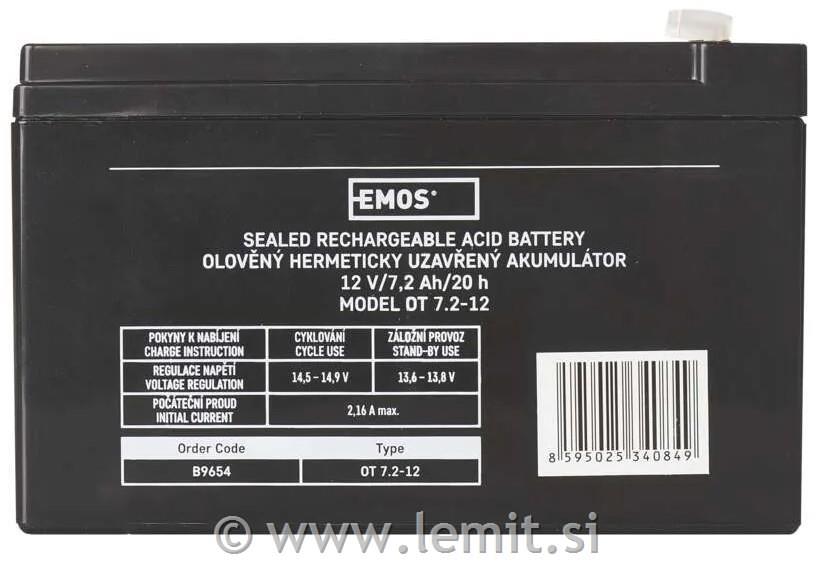 EMOS®
SEALED RECHARGEABLE ACID BATTERY
OLOVĚNÝ HERMETICKY UZAVŘENÝ AKUMULÁTOR
12 V/7,2 Ah/20 h
MODEL OT 7.2-12
POKYNY K NABÍJENÍ
CHARGE INSTRUCTION
CYKLOVÁNÍ
CYCLE USE
ZÁLOŽNÍ PROVOZ
STAND-BY USE
REGULACE NAPĚTÍ
VOLTAGE REGULATION
14,5 – 14,9 V
13,6 – 13,8 V
POČÁTEČNÍ PROUD
INITIAL CURRENT
2,16 A max.
Order Code
Type
B9654
OT 7.2-12
8 595025 340849
© www.lemit.si